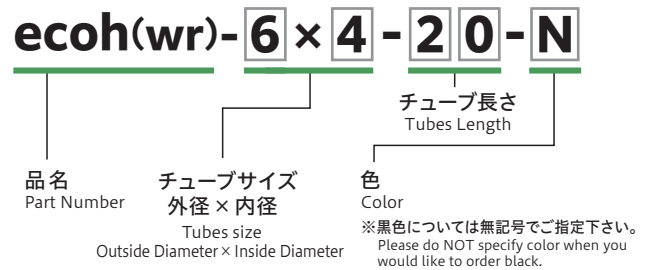 ecoh(wr)-6×4-20-N
チューブ長さ
Tubes Length
品名
Part Number
チューブサイズ
外径×内径
Tubes size
Outside Diameter×Inside Diameter
色
Color
※黒色については無記号でご指定下さい。
Please do NOT specify color when you
would like to order black.